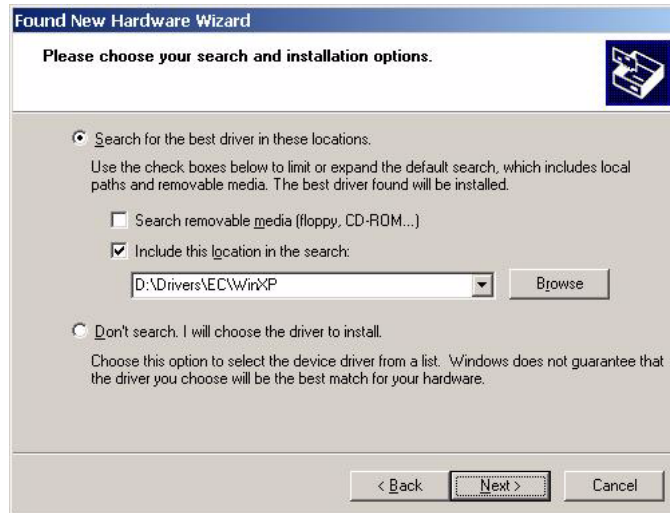 Found New Hardware Wizard
Please choose your search and installation options.
Search for the best driver in these locations.
Use the check boxes below to limit or expand the default search, which includes local
paths and removable media. The best driver found will be installed.
Search removable media (floppy, CD-ROM...)
Include this location in the search:
D:\Drivers\EC\WinXP
Browse
Don't search. I will choose the driver to install.
Choose this option to select the device driver from a list. Windows does not guarantee that
the driver you choose will be the best match for your hardware.
< Back
Next >
Cancel